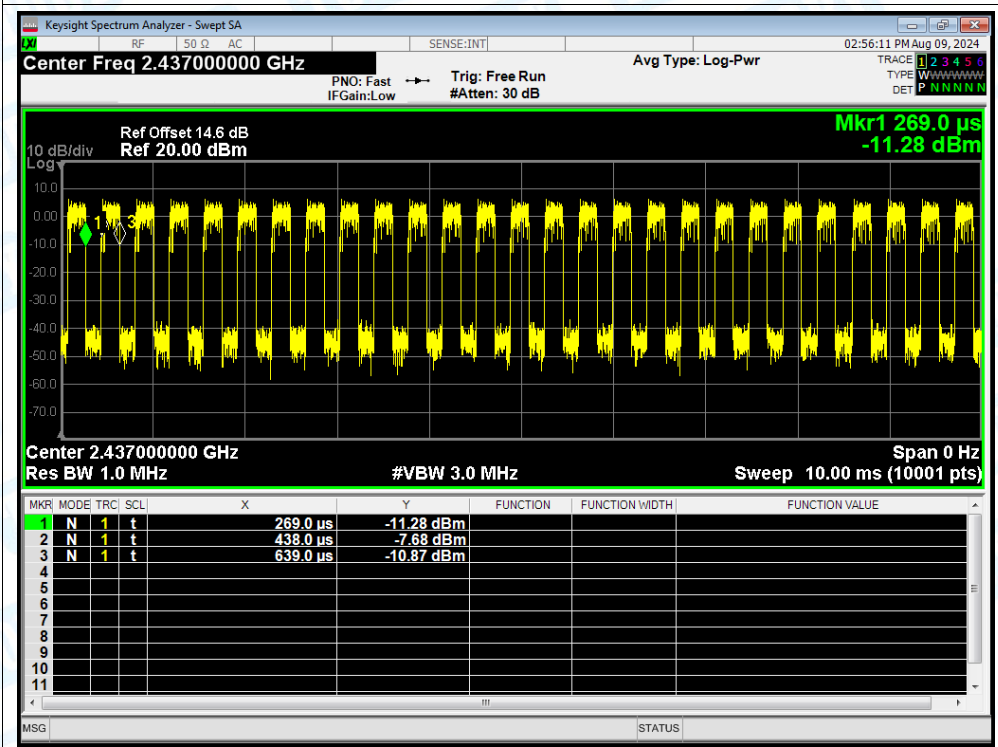 Keysight Spectrum Analyzer - Swept SA
LXI RF 50 Ω AC SENSE:INT 02:56:11 PM Aug 09, 2024
Center Freq 2.437000000 GHz Avg Type: Log-Pwr TRACE 1 2 3 4 5 6
PNO: Fast Trig: Free Run TYPE WWWWWW
IFGain:Low #Atten: 30 dB DET P N N N N N
Mkr1 269.0 µs
-11.28 dBm
Ref Offset 14.6 dB
10 dB/div Ref 20.00 dBm
Log
10.0
0.00
-10.0
-20.0
-30.0
-40.0
-50.0
-60.0
-70.0
1 3
Center 2.437000000 GHz Span 0 Hz
Res BW 1.0 MHz #VBW 3.0 MHz Sweep 10.00 ms (10001 pts)
MKR MODE TRC SCL X Y FUNCTION FUNCTION WIDTH FUNCTION VALUE
1 N 1 t 269.0 µs -11.28 dBm
2 N 1 t 438.0 µs -7.68 dBm
3 N 1 t 639.0 µs -10.87 dBm
4
5
6
7
8
9
10
11
MSG STATUS